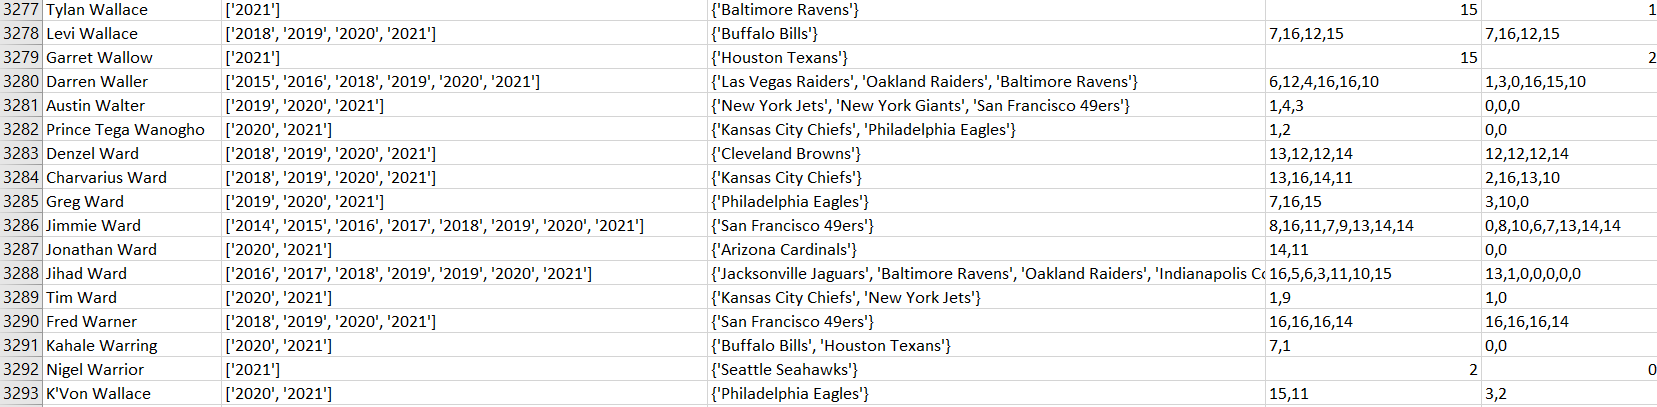 3277 Tylan Wallace ['2021'] {'Baltimore Ravens'} 15 1
3278 Levi Wallace ['2018', '2019', '2020', '2021'] {'Buffalo Bills'} 7,16,12,15 7,16,12,15
3279 Garret Wallow ['2021'] {'Houston Texans'} 15 2
3280 Darren Waller ['2015', '2016', '2018', '2019', '2020', '2021'] {'Las Vegas Raiders', 'Oakland Raiders', 'Baltimore Ravens'} 6,12,4,16,16,10 1,3,0,16,15,10
3281 Austin Walter ['2019', '2020', '2021'] {'New York Jets', 'New York Giants', 'San Francisco 49ers'} 1,4,3 0,0,0
3282 Prince Tega Wanogho ['2020', '2021'] {'Kansas City Chiefs', 'Philadelphia Eagles'} 1,2 0,0
3283 Denzel Ward ['2018', '2019', '2020', '2021'] {'Cleveland Browns'} 13,12,12,14 12,12,12,14
3284 Charvarius Ward ['2018', '2019', '2020', '2021'] {'Kansas City Chiefs'} 13,16,14,11 2,16,13,10
3285 Greg Ward ['2019', '2020', '2021'] {'Philadelphia Eagles'} 7,16,15 3,10,0
3286 Jimmie Ward ['2014', '2015', '2016', '2017', '2018', '2019', '2020', '2021'] {'San Francisco 49ers'} 8,16,11,7,9,13,14,14 0,8,10,6,7,13,14,14
3287 Jonathan Ward ['2020', '2021'] {'Arizona Cardinals'} 14,11 0,0
3288 Jihad Ward ['2016', '2017', '2018', '2019', '2019', '2020', '2021'] {'Jacksonville Jaguars', 'Baltimore Ravens', 'Oakland Raiders', 'Indianapolis Co 16,5,6,3,11,10,15 13,1,0,0,0,0,0
3289 Tim Ward ['2020', '2021'] {'Kansas City Chiefs', 'New York Jets'} 1,9 1,0
3290 Fred Warner ['2018', '2019', '2020', '2021'] {'San Francisco 49ers'} 16,16,16,14 16,16,16,14
3291 Kahale Warring ['2020', '2021'] {'Buffalo Bills', 'Houston Texans'} 7,1 0,0
3292 Nigel Warrior ['2021'] {'Seattle Seahawks'} 2 0
3293 K'Von Wallace ['2020', '2021'] {'Philadelphia Eagles'} 15,11 3,2